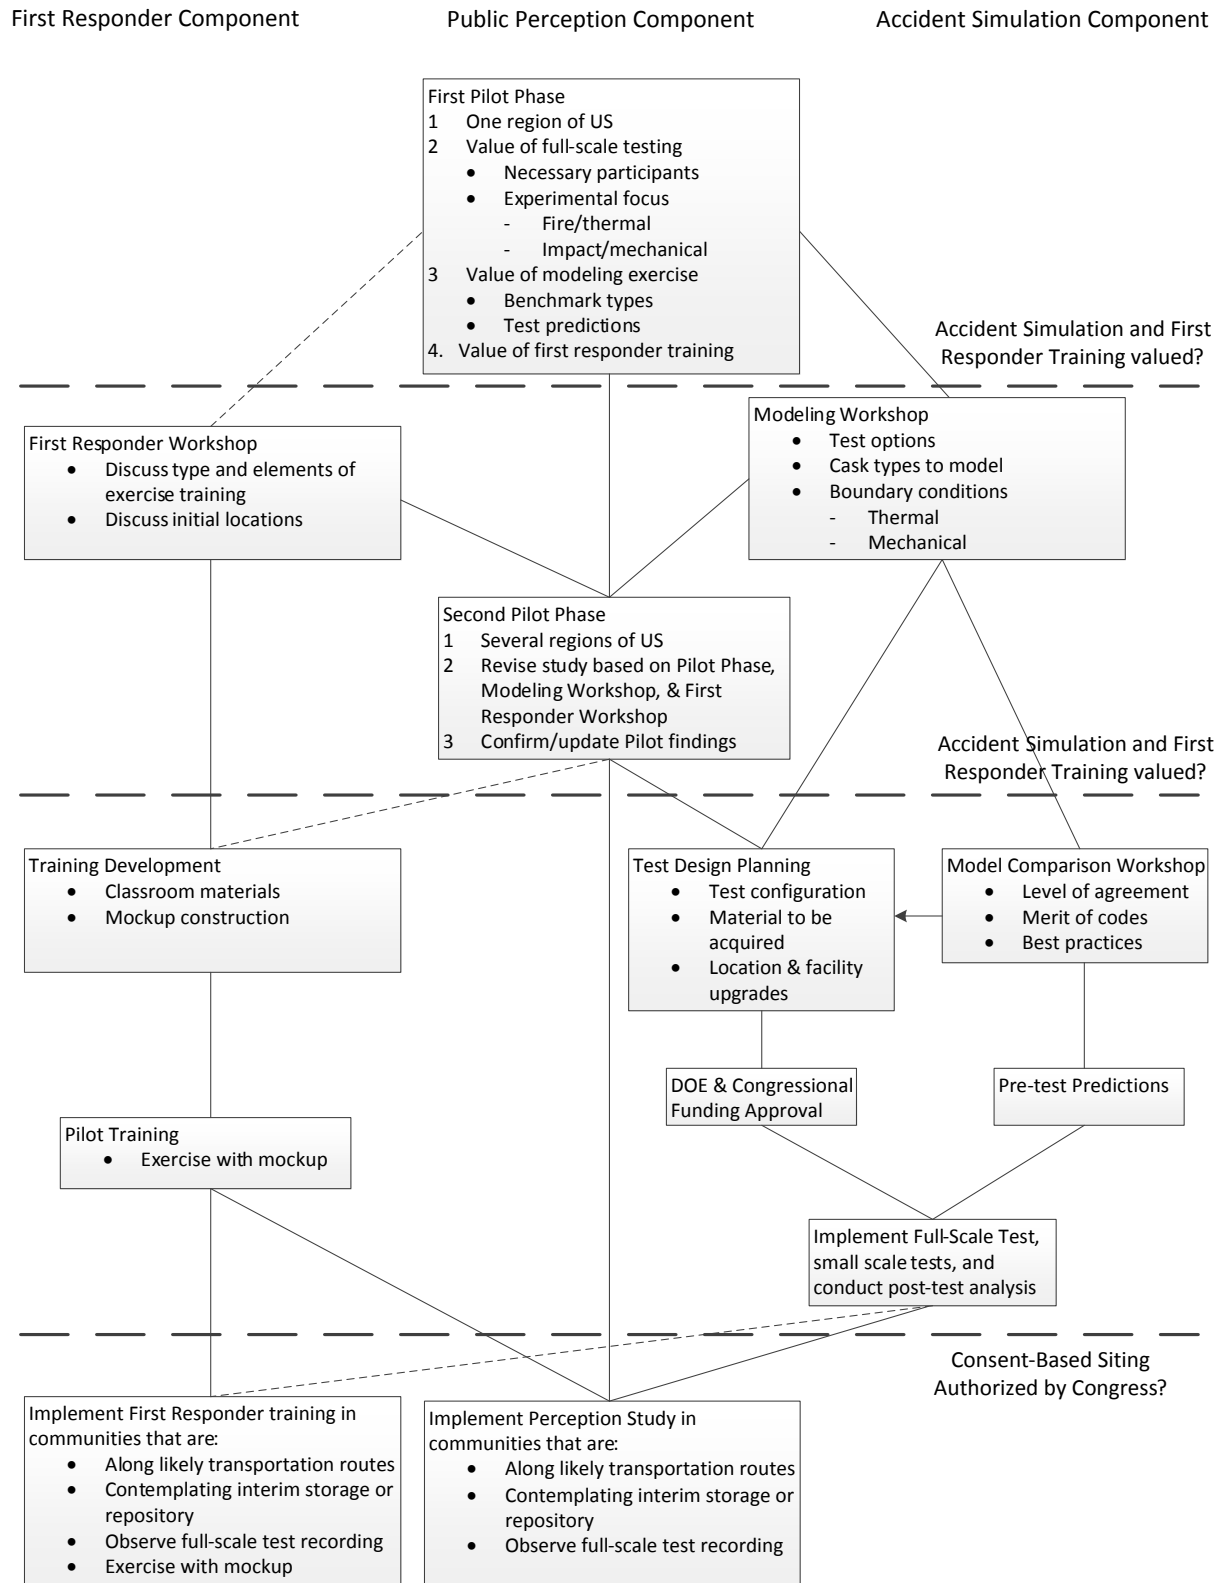 First Responder Component
Public Perception Component
Accident Simulation Component
First Pilot Phase
1 One region of US
2 Value of full-scale testing
• Necessary participants
• Experimental focus
- Fire/thermal
- Impact/mechanical
3 Value of modeling exercise
• Benchmark types
• Test predictions
4. Value of first responder training
Accident Simulation and First
Responder Training valued?
First Responder Workshop
• Discuss type and elements of
exercise training
• Discuss initial locations
Modeling Workshop
• Test options
• Cask types to model
• Boundary conditions
- Thermal
- Mechanical
Second Pilot Phase
1 Several regions of US
2 Revise study based on Pilot Phase,
Modeling Workshop, & First
Responder Workshop
3 Confirm/update Pilot findings
Accident Simulation and First
Responder Training valued?
Training Development
• Classroom materials
• Mockup construction
Test Design Planning
• Test configuration
• Material to be
acquired
• Location & facility
upgrades
Model Comparison Workshop
• Level of agreement
• Merit of codes
• Best practices
DOE & Congressional
Funding Approval
Pre-test Predictions
Pilot Training
• Exercise with mockup
Implement Full-Scale Test,
small scale tests, and
conduct post-test analysis
Consent-Based Siting
Authorized by Congress?
Implement First Responder training in
communities that are:
• Along likely transportation routes
• Contemplating interim storage or
repository
• Observe full-scale test recording
• Exercise with mockup
Implement Perception Study in
communities that are:
• Along likely transportation routes
• Contemplating interim storage or
repository
• Observe full-scale test recording